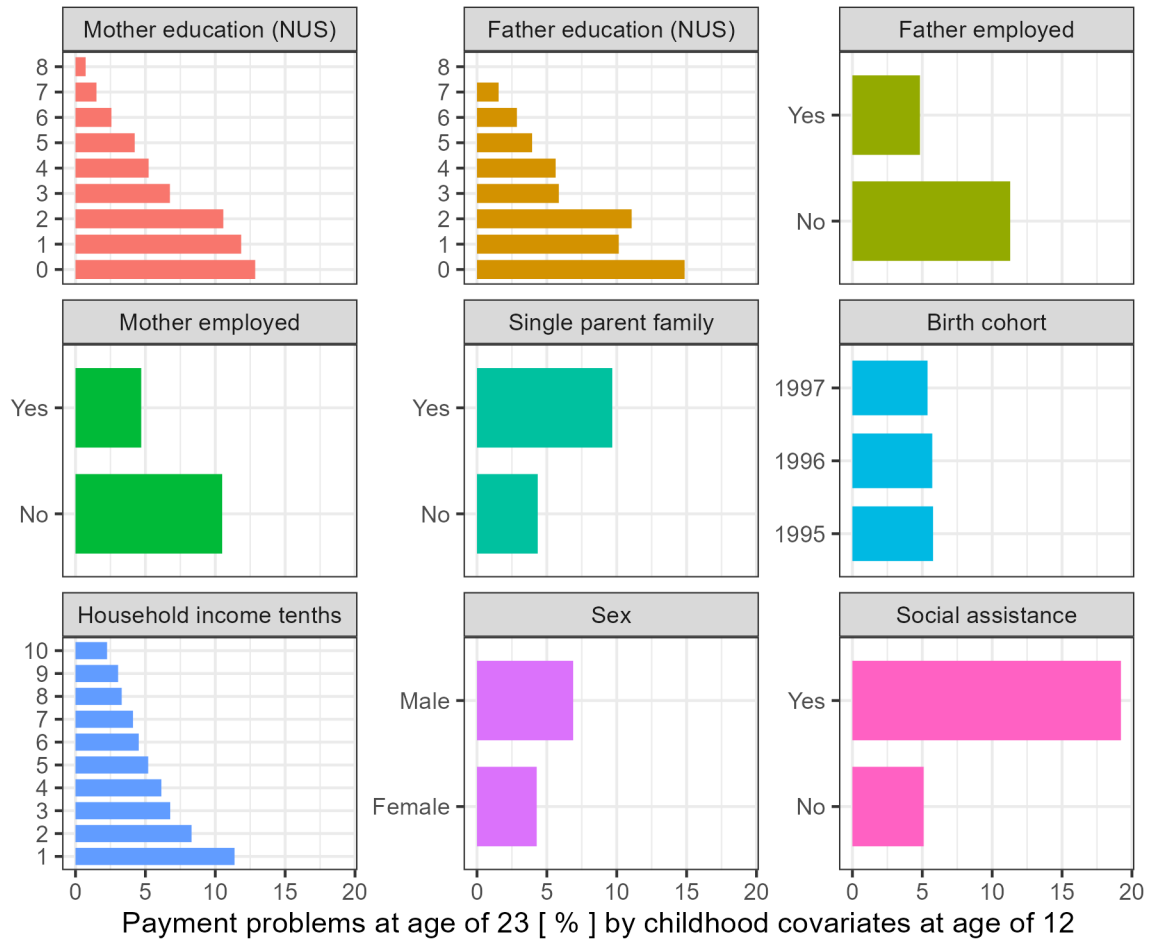 Mother education (NUS)
8
7
6
5
4
3
2
1
0
Father education (NUS)
8
7
6
5
4
3
2
1
0
Father employed
Yes
No
Mother employed
Yes
No
Single parent family
Yes
No
Birth cohort
1997
1996
1995
Household income tenths
10
9
8
7
6
5
4
3
2
1
0 5 10 15 20
Sex
Male
Female
0 5 10 15 20
Social assistance
Yes
No
0 5 10 15 20
Payment problems at age of 23 [ % ] by childhood covariates at age of 12